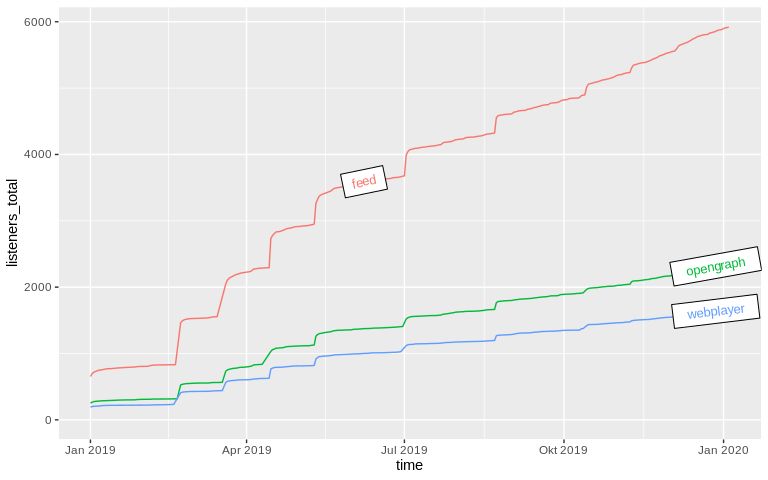 6000
4000
2000
0
listeners_total
feed
opengraph
webplayer
Jan 2019 Apr 2019 Jul 2019 Okt 2019 Jan 2020
time